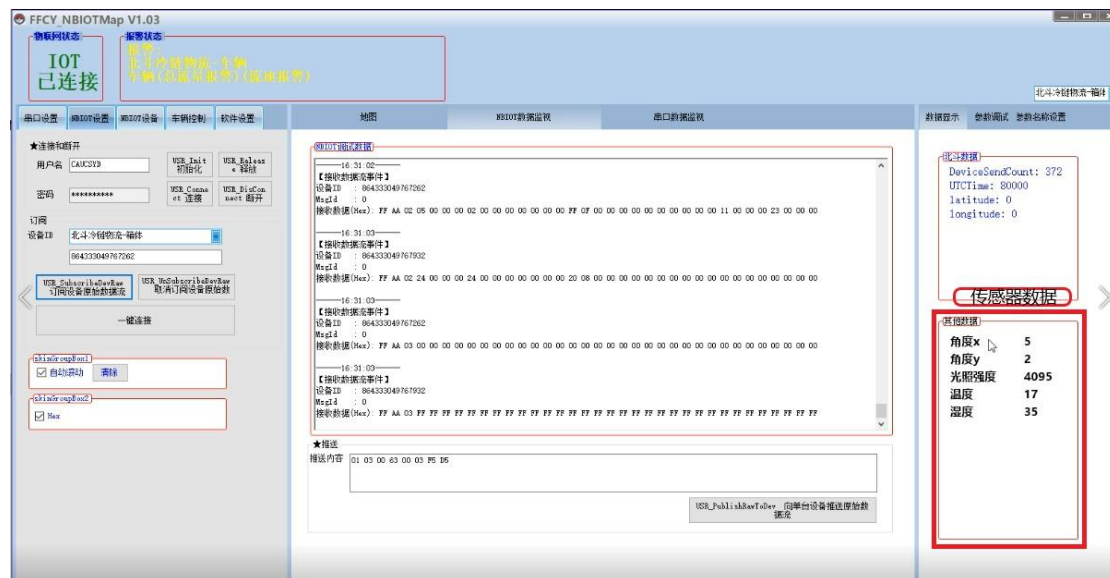 FFCY_NBIOTMap V1.03
物联网状态
IOT
已连接
报警状态
报警:
北斗冷链物流-车辆
北斗冷链物流-箱体
串口设置 NBIOT设置 NBIOT设备 车辆控制 软件设置
地图 NBIOT数据监视 串口数据监视
数据显示 参数调试 参数名称设置
★连接和断开
用户名 CAUCSYD
USR_Init 初始化
USR_Releas e 释放
密码 **********
USR_Conne ct 连接
USR_DisCon nect 断开
订阅
设备ID 北斗冷链物流-箱体
864333049767262
USR_SubscribeDevRaw 订阅设备原始数据流
USR_UnSubscribeDevRaw 取消订阅设备原始数
一键连接
skinGroupBox1
自动滚动 清除
skinGroupBox2
Hex
NBIOT调试数据
——16:31:02——
【接收数据流事件】
设备ID : 864333049767262
MsgId : 0
接收数据(Hex): FF AA 02 05 00 00 00 02 00 00 00 00 00 00 00 FF 0F 00 00 00 00 00 00 00 00 00 00 11 00 00 00 23 00 00 00
——16:31:03——
【接收数据流事件】
设备ID : 864333049767932
MsgId : 0
接收数据(Hex): FF AA 02 24 00 00 00 24 00 00 00 00 00 00 00 20 08 00 00 00 00 00 00 00 00 00 00 00 00 00 00 00 00 00 00
——16:31:03——
【接收数据流事件】
设备ID : 864333049767262
MsgId : 0
接收数据(Hex): FF AA 03 00 00 00 00 00 00 00 00 00 00 00 00 00 00 00 00 00 00 00 00 00 00 00 00 00 00 00 00 00 00 00 00
——16:31:03——
【接收数据流事件】
设备ID : 864333049767932
MsgId : 0
接收数据(Hex): FF AA 03 FF FF FF FF FF FF FF FF FF FF FF FF FF FF FF FF FF FF FF FF FF FF FF FF FF FF FF FF FF FF FF FF
★推送
推送内容 01 03 00 63 00 03 F5 D5
USR_PublishRawToDev 向单台设备推送原始数据流
北斗数据
DeviceSendCount: 372
UTCTime: 80000
latitude: 0
longitude: 0
传感器数据
其他数据
角度x 5
角度y 2
光照强度 4095
温度 17
湿度 35